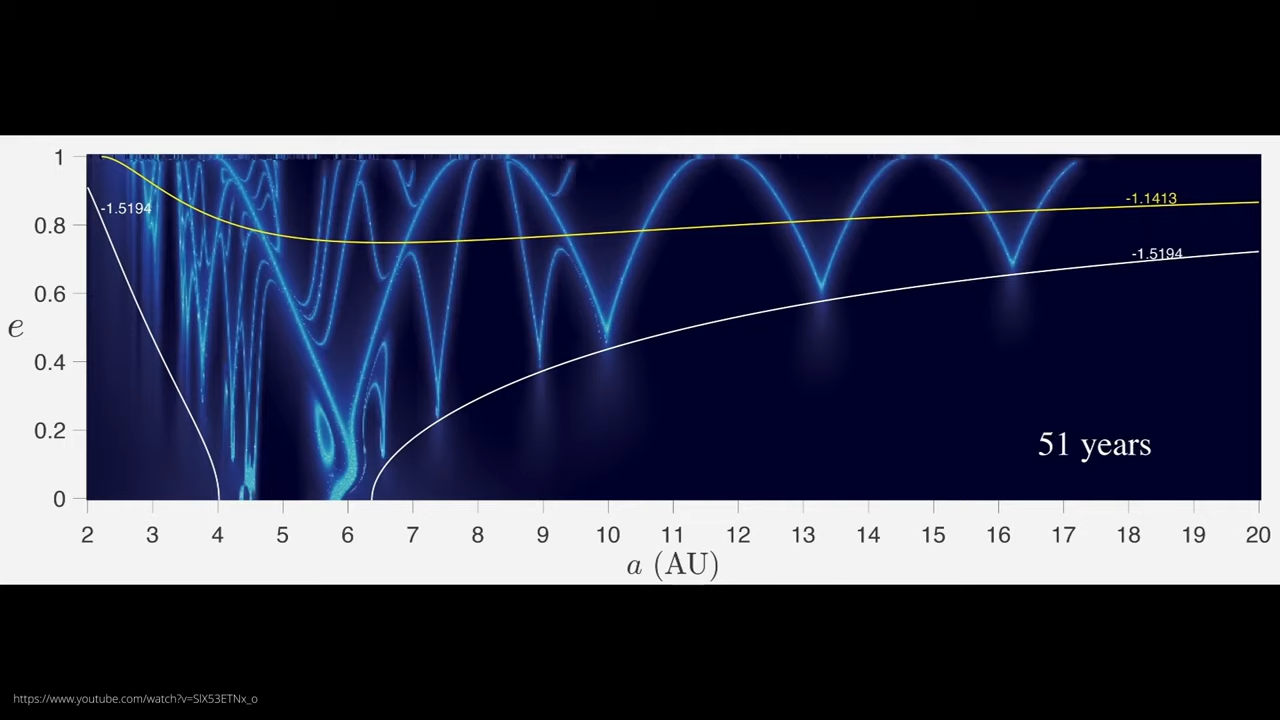 1
0.8
0.6
0.4
0.2
0
e
-1.5194
-1.1413
-1.5194
51 years
2 3 4 5 6 7 8 9 10 11 12 13 14 15 16 17 18 19 20
a (AU)
https://www.youtube.com/watch?v=SlX53ETNx_o